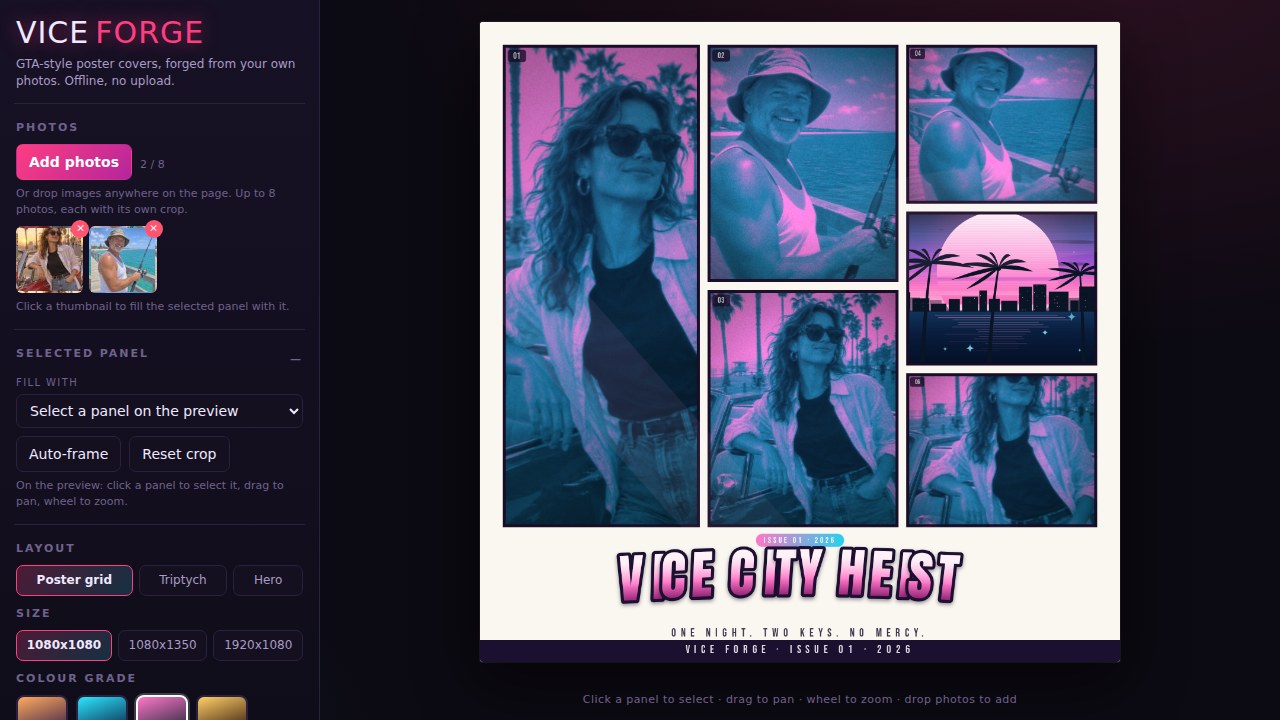 VICE FORGE
GTA-style poster covers, forged from your own
photos. Offline, no upload.
PHOTOS
Add photos
2 / 8
Or drop images anywhere on the page. Up to 8
photos, each with its own crop.
Click a thumbnail to fill the selected panel with it.
SELECTED PANEL
FILL WITH
Select a panel on the preview
Auto-frame
Reset crop
On the preview: click a panel to select it, drag to
pan, wheel to zoom.
LAYOUT
Poster grid
Triptych
Hero
SIZE
1080x1080
1080x1350
1920x1080
COLOUR GRADE
01
02
04
03
06
ISSUE 01 · 2026
VICE CITY HEIST
ONE NIGHT. TWO KEYS. NO MERCY.
VICE FORGE · ISSUE 01 · 2026
Click a panel to select · drag to pan · wheel to zoom · drop photos to add